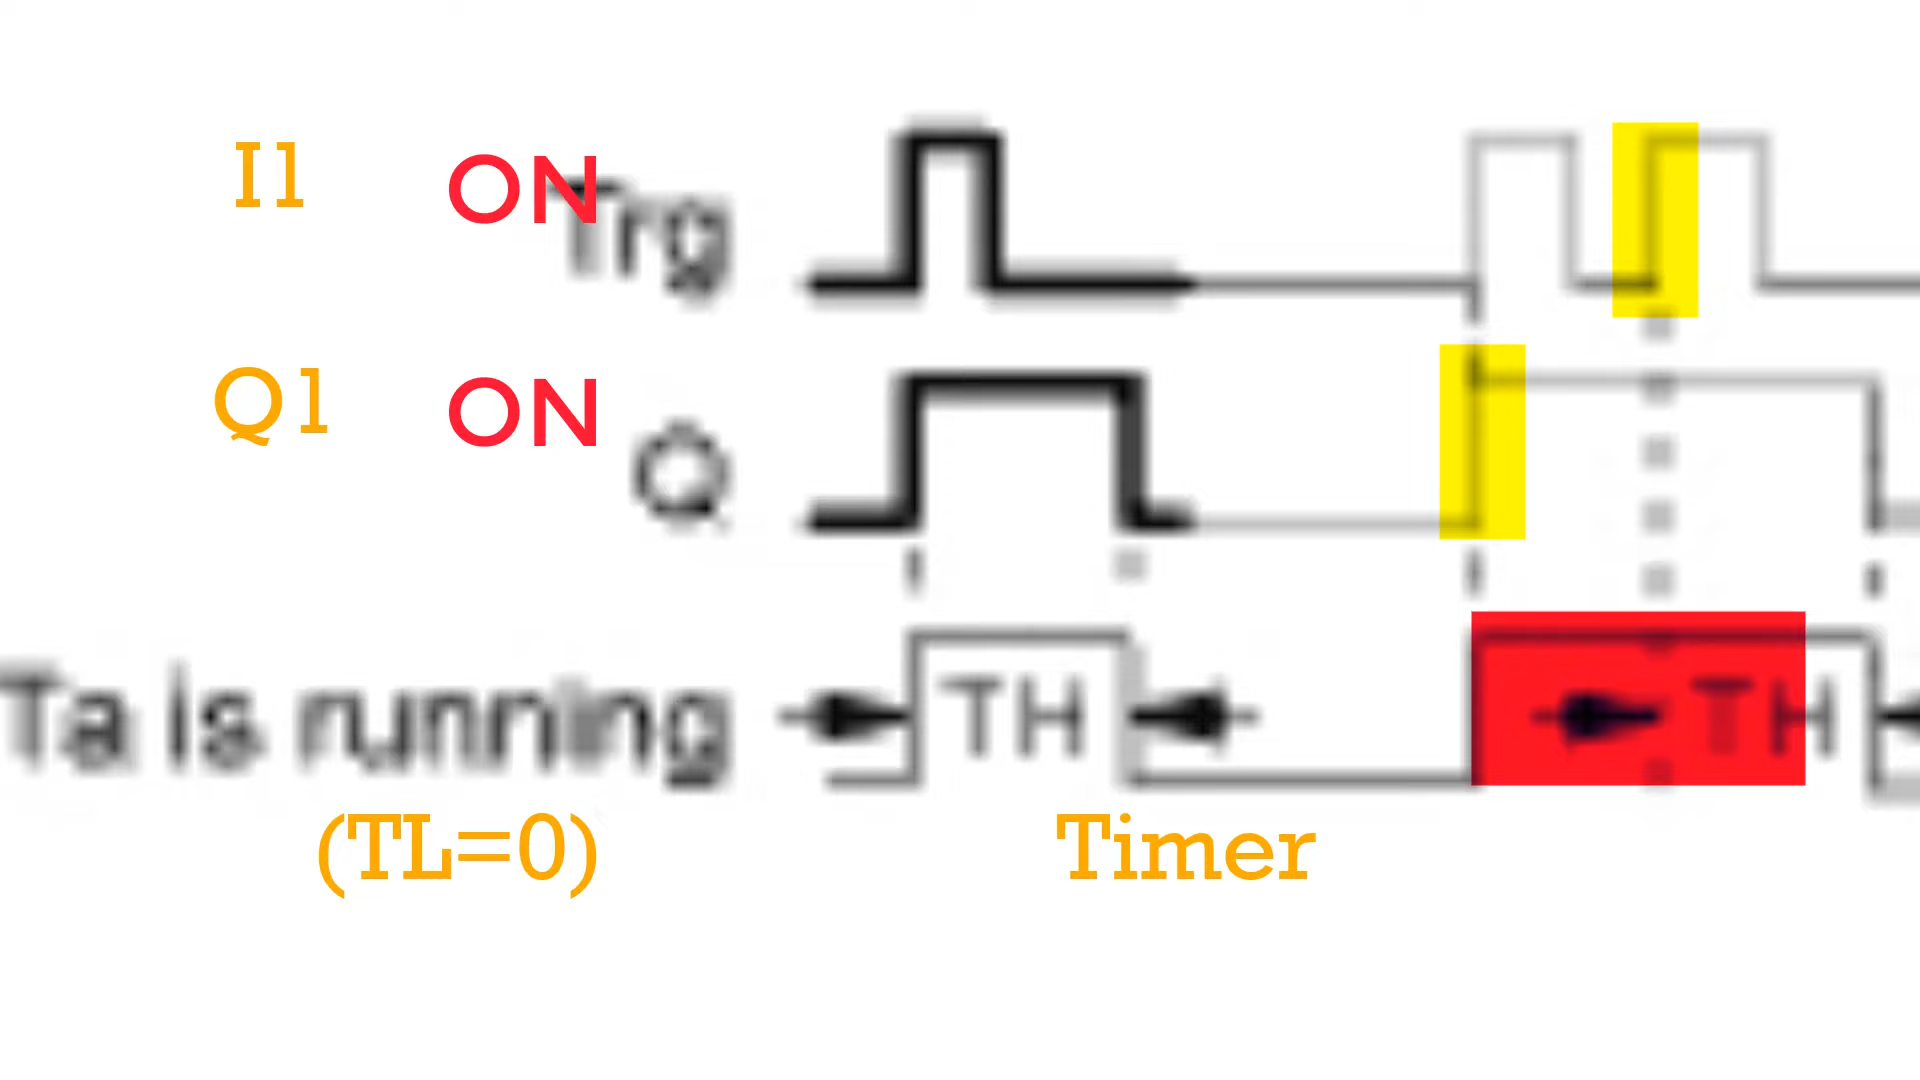 I1 ON
Trg
Q1 ON
Q
Ta is running
TH
TH
(TL=0)
Timer